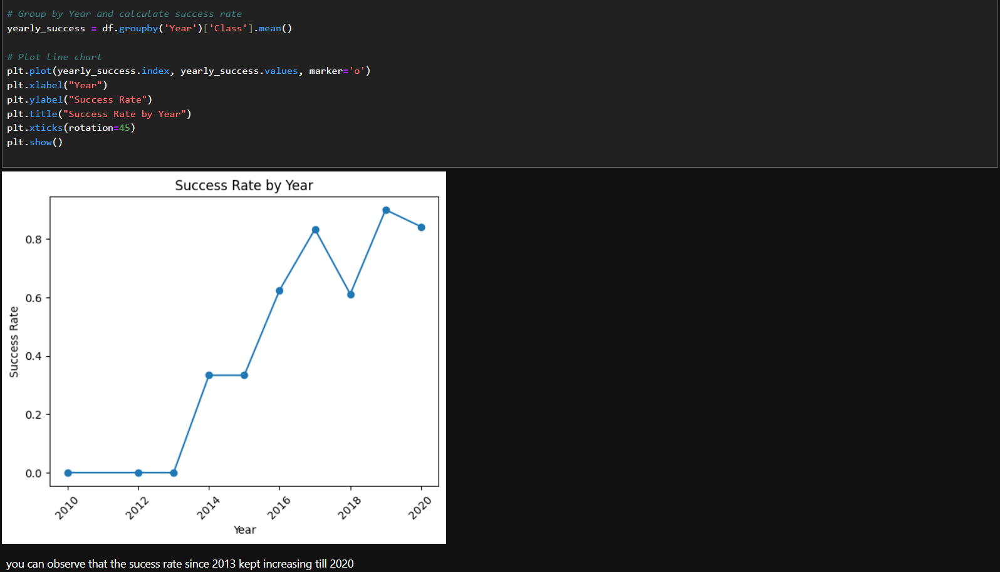 # Group by Year and calculate success rate
yearly_success = df.groupby('Year')['Class'].mean()
# Plot line chart
plt.plot(yearly_success.index, yearly_success.values, marker='o')
plt.xlabel("Year")
plt.ylabel("Success Rate")
plt.title("Success Rate by Year")
plt.xticks(rotation=45)
plt.show()
Success Rate by Year
0.8
0.6
0.4
0.2
0.0
Success Rate
2010 2012 2014 2016 2018 2020
Year
you can observe that the sucess rate since 2013 kept increasing till 2020